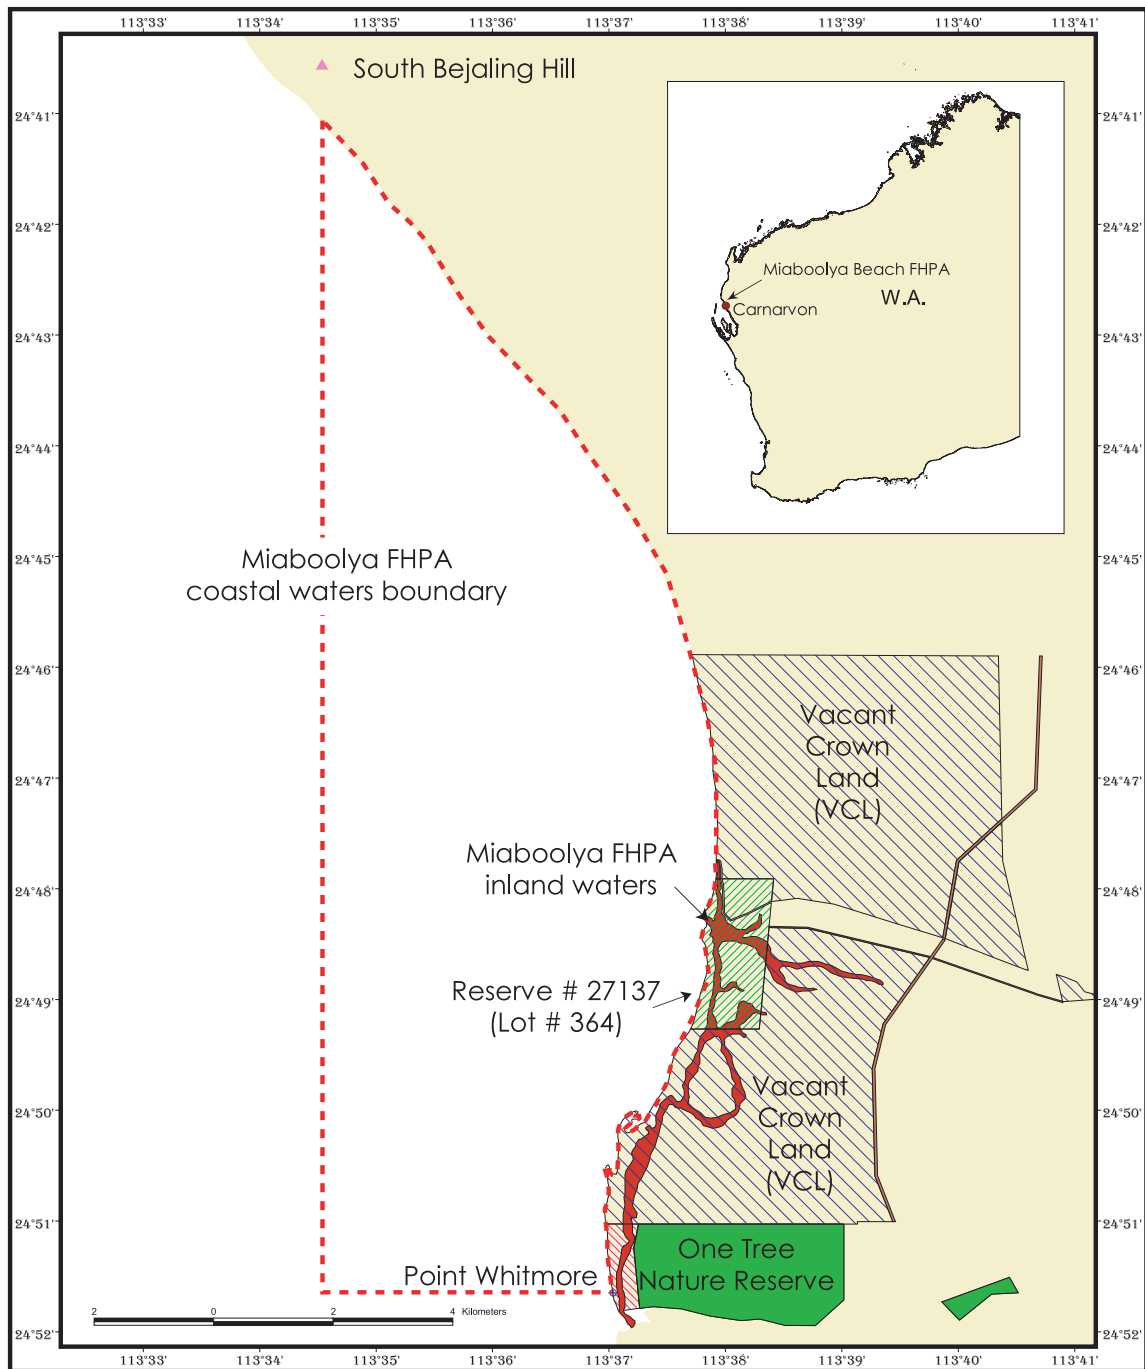 113°33' 113°34' 113°35' 113°36' 113°37' 113°38' 113°39' 113°40' 113°41'
South Bejaling Hill
24°41' 24°41'
24°42' 24°42'
Miaboolya Beach FHPA
W.A.
Carnarvon
24°43' 24°43'
24°44' 24°44'
24°45' 24°45'
Miaboolya FHPA
coastal waters boundary
24°46' 24°46'
Vacant
Crown
Land
(VCL)
24°47' 24°47'
Miaboolya FHPA
inland waters
24°48' 24°48'
Reserve # 27137
(Lot # 364)
24°49' 24°49'
Vacant
Crown
Land
(VCL)
24°50' 24°50'
24°51' 24°51'
One Tree
Nature Reserve
Point Whitmore
2 0 2 4 Kilometers
24°52' 24°52'
113°33' 113°34' 113°35' 113°36' 113°37' 113°38' 113°39' 113°40' 113°41'